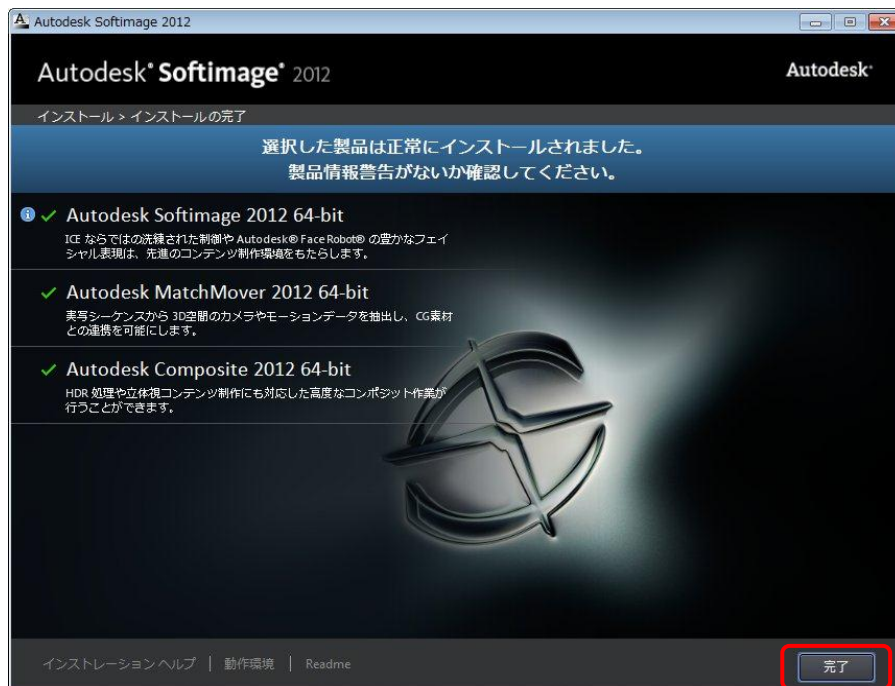 Autodesk Softimage 2012
Autodesk® Softimage® 2012
Autodesk®
インストール > インストールの完了
選択した製品は正常にインストールされました。
製品情報警告がないか確認してください。
Autodesk Softimage 2012 64-bit
ICE ならではの洗練された制御や Autodesk® Face Robot® の豊かなフェイ
シャル表現は、先進のコンテンツ制作環境をもたらします。
Autodesk MatchMover 2012 64-bit
実写シーケンスから 3D空間のカメラやモーションデータを抽出し、CG素材
との連携を可能にします。
Autodesk Composite 2012 64-bit
HDR 処理や立体視コンテンツ制作にも対応した高度なコンポジット作業が
行うことができます。
インストレーション ヘルプ | 動作環境 | Readme
完了